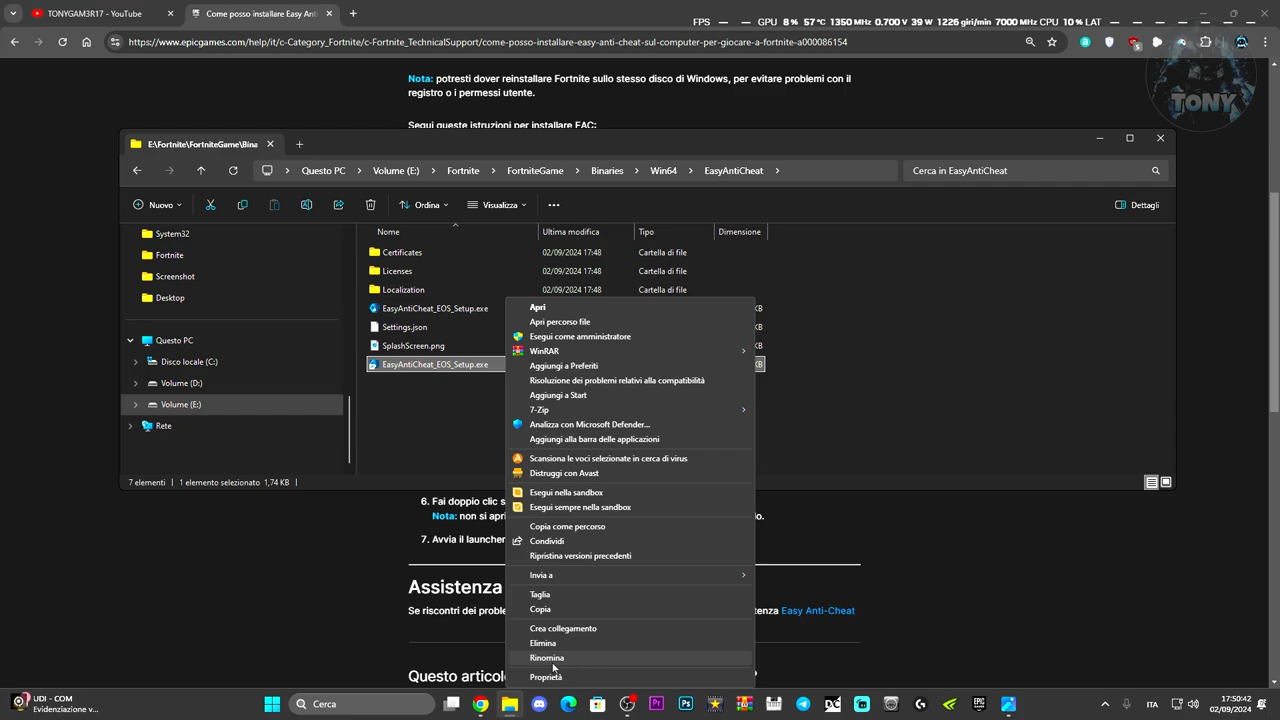 TONYGAM3R17 - YouTube
Come posso installare Easy Anti-
FPS — — GPU 8 % 57 °C 1350 MHz 0.700 V 39 W 1226 giri/min 7000 MHz CPU 10 % LAT
https://www.epicgames.com/help/it/c-Category_Fortnite/c-Fortnite_TechnicalSupport/come-posso-installare-easy-anti-cheat-sul-computer-per-giocare-a-fortnite-a000086154
Nota: potresti dover reinstallare Fortnite sullo stesso disco di Windows, per evitare problemi con il
registro o i permessi utente.
TONY
Segui queste istruzioni per installare EAC:
E:\Fortnite\FortniteGame\Bina
Questo PC > Volume (E:) > Fortnite > FortniteGame > Binaries > Win64 > EasyAntiCheat >
Cerca in EasyAntiCheat
Nuovo
Ordina
Visualizza
Dettagli
Nome
Ultima modifica
Tipo
Dimensione
System32
Fortnite
Screenshot
Desktop
Questo PC
Disco locale (C:)
Volume (D:)
Volume (E:)
Rete
Certificates 02/09/2024 17:48 Cartella di file
Licenses 02/09/2024 17:48 Cartella di file
Localization 02/09/2024 17:48 Cartella di file
EasyAntiCheat_EOS_Setup.exe KB
Settings.json KB
SplashScreen.png KB
EasyAntiCheat_EOS_Setup.exe KB
Apri
Apri percorso file
Esegui come amministratore
WinRAR
Aggiungi a Preferiti
Risoluzione dei problemi relativi alla compatibilità
Aggiungi a Start
7-Zip
Analizza con Microsoft Defender...
Aggiungi alla barra delle applicazioni
Scansiona le voci selezionate in cerca di virus
Distruggi con Avast
Esegui nella sandbox
Esegui sempre nella sandbox
Copia come percorso
Condividi
Ripristina versioni precedenti
Invia a
Taglia
Copia
Crea collegamento
Elimina
Rinomina
Proprietà
7 elementi
1 elemento selezionato 1,74 KB
6. Fai doppio clic s
Nota: non si apri
lo.
7. Avvia il launcher
Assistenza
Se riscontri dei proble
tenza Easy Anti-Cheat
Questo articol
?
UDI - COM
Evidenziazione v...
Cerca
ITA
17:50:42
02/09/2024